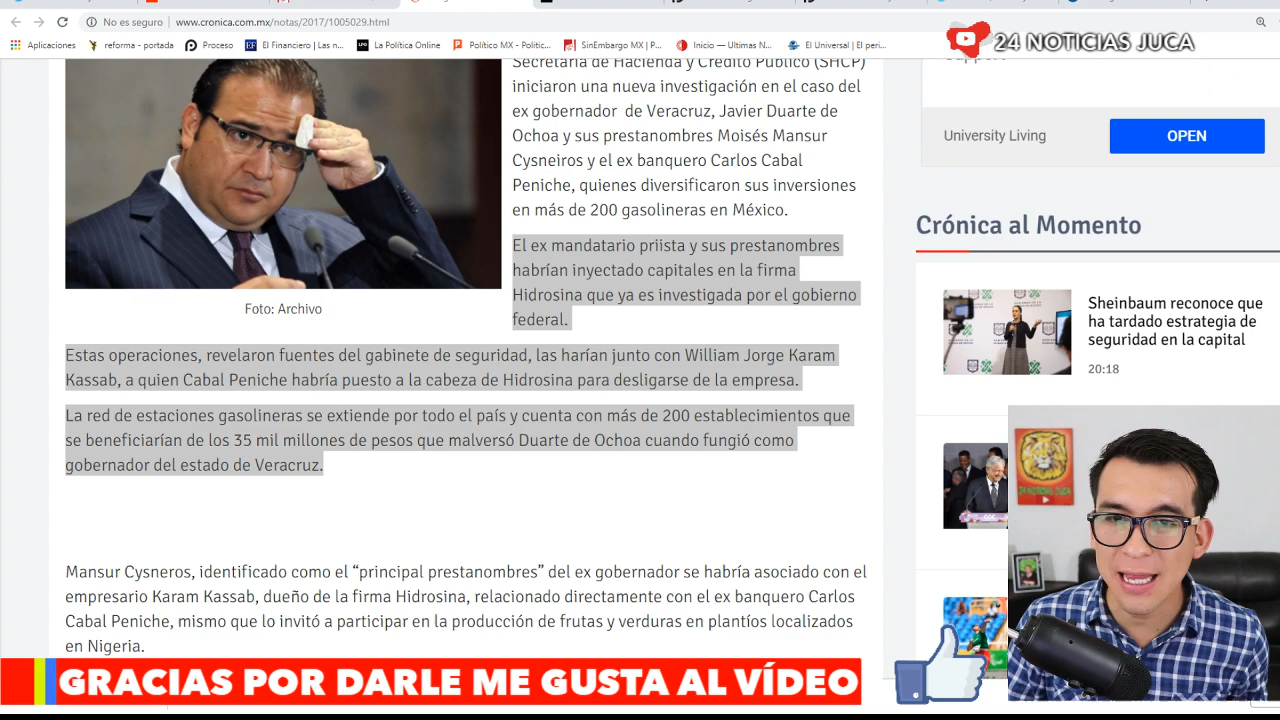 No es seguro | www.cronica.com.mx/notas/2017/1005029.html
Aplicaciones reforma - portada Proceso El Financiero | Las n... La Política Online Político MX - Polític... SinEmbargo MX | P... Inicio — Ultimas N... El Universal | El peri...
24 NOTICIAS JUCA
Secretaría de Hacienda y Crédito Público (SHCP)
iniciaron una nueva investigación en el caso del
ex gobernador de Veracruz, Javier Duarte de
Ochoa y sus prestanombres Moisés Mansur
Cysneiros y el ex banquero Carlos Cabal
Peniche, quienes diversificaron sus inversiones
en más de 200 gasolineras en México.
El ex mandatario priista y sus prestanombres
habrían inyectado capitales en la firma
Hidrosina que ya es investigada por el gobierno
federal.
Foto: Archivo
Estas operaciones, revelaron fuentes del gabinete de seguridad, las harían junto con William Jorge Karam
Kassab, a quien Cabal Peniche habría puesto a la cabeza de Hidrosina para desligarse de la empresa.
La red de estaciones gasolineras se extiende por todo el país y cuenta con más de 200 establecimientos que
se beneficiarían de los 35 mil millones de pesos que malversó Duarte de Ochoa cuando fungió como
gobernador del estado de Veracruz.
Mansur Cysneros, identificado como el “principal prestanombres” del ex gobernador se habría asociado con el
empresario Karam Kassab, dueño de la firma Hidrosina, relacionado directamente con el ex banquero Carlos
Cabal Peniche, mismo que lo invitó a participar en la producción de frutas y verduras en plantíos localizados
en Nigeria.
University Living
OPEN
Crónica al Momento
Sheinbaum reconoce que
ha tardado estrategia de
seguridad en la capital
20:18
24 NOTICIAS JUCA
GRACIAS POR DARLE ME GUSTA AL VÍDEO